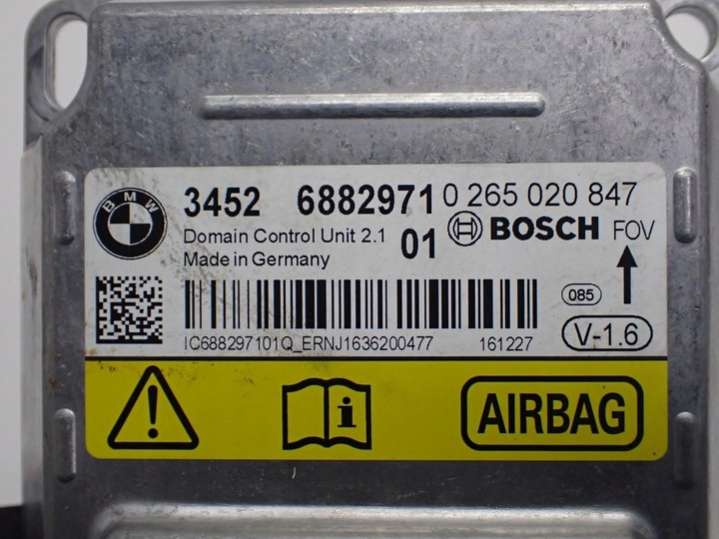 BMW
3452 6882971 0 265 020 847
Domain Control Unit 2.1 01 BOSCH FOV
Made in Germany
085
IC688297101Q_ERNJ1636200477 161227 V-1.6
AIRBAG